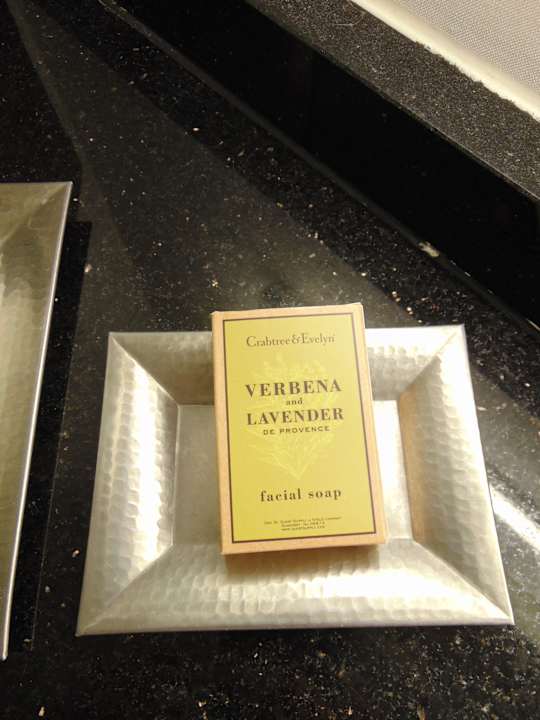 Crabtree & Evelyn®
VERBENA
and
LAVENDER
DE PROVENCE
facial soap